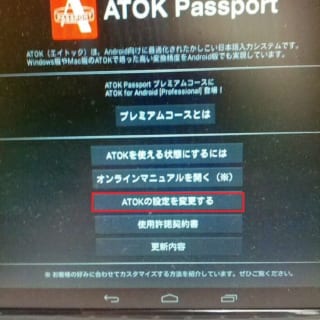 ATOK Passport
PASSPORT
ATOK（エイトック）は、Android向けに最適化されたかしこい日本語入力システムです。
Windows版やMac版のATOKで培った高い変換精度をAndroid版でも実現しています。
ATOK Passport プレミアムコースに
ATOK for Android [Professional] 登場！
プレミアムコースとは
ATOKを使える状態にするには
オンラインマニュアルを開く（※）
ATOKの設定を変更する
使用許諾契約書
更新内容
※ お客様の好みに合わせてカスタマイズする方法を紹介しています。ぜひご覧ください。